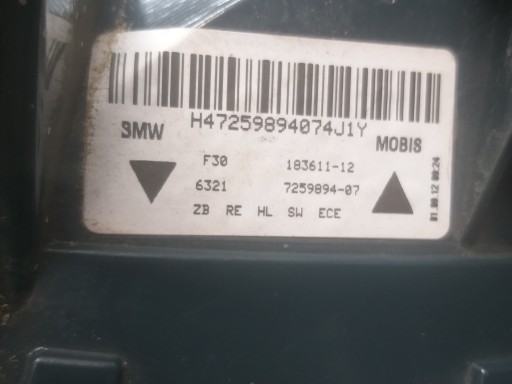 H47259894074J1Y
BMW
MOBIS
F30 183611-12
6321 7259894-07
ZB RE HL SW ECE